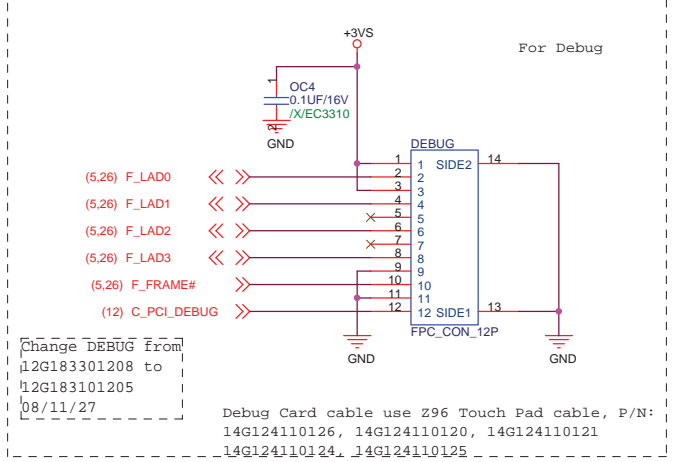 +3VS
For Debug
1
OC4
0.1UF/16V
/X/EC3310
2
GND
DEBUG
1 1 SIDE2 14
(5,26) F_LAD0 2 2
3 3
(5,26) F_LAD1 4 4
5 5
(5,26) F_LAD2 6 6
7 7
(5,26) F_LAD3 8 8
9 9
(5,26) F_FRAME# 10 10
11 11
(12) C_PCI_DEBUG 12 12 SIDE1 13
FPC_CON_12P
GND
GND
Change DEBUG from
12G183301208 to
12G183101205
08/11/27
Debug Card cable use Z96 Touch Pad cable, P/N:
14G124110126, 14G124110120, 14G124110121
14G124110124, 14G124110125